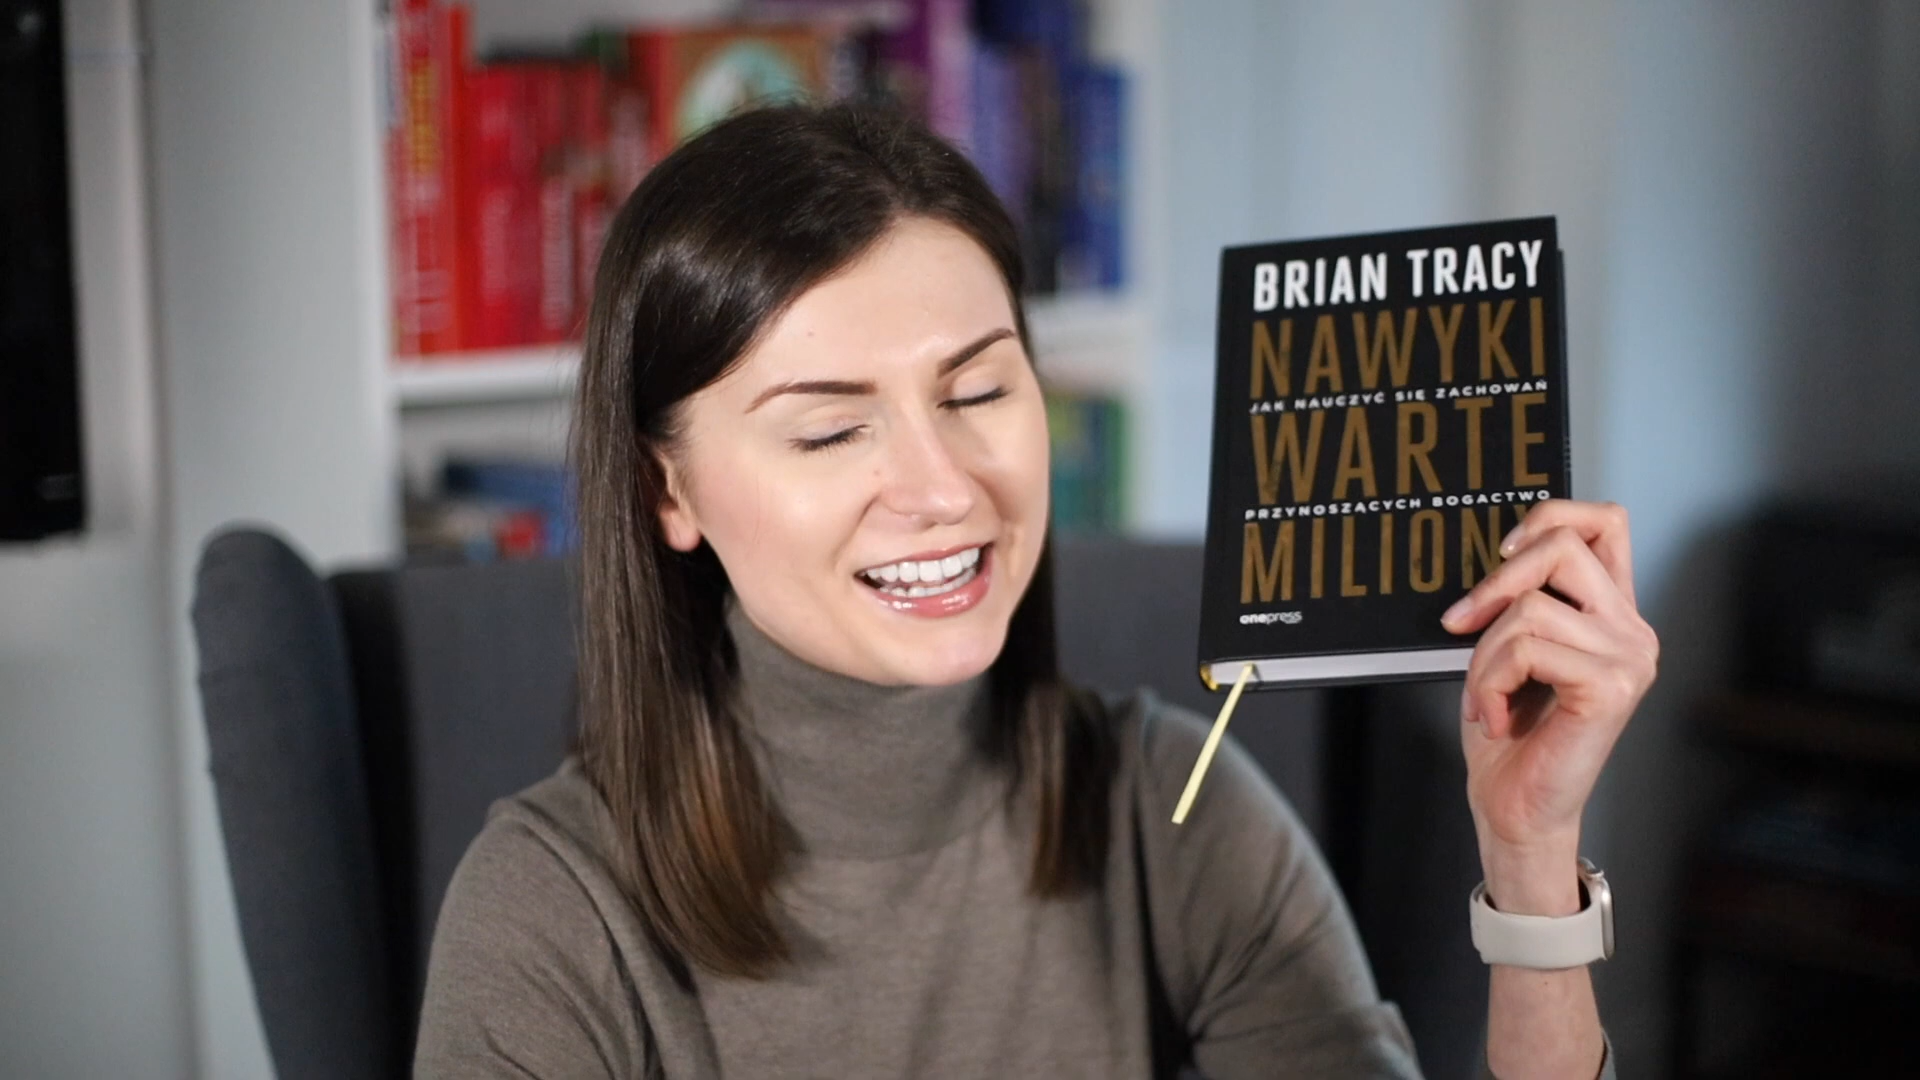 BRIAN TRACY
NAWYKI
JAK NAUCZYĆ SIĘ ZACHOWAŃ
WARTE
PRZYNOSZĄCYCH BOGACTWO
MILIONY
onepress